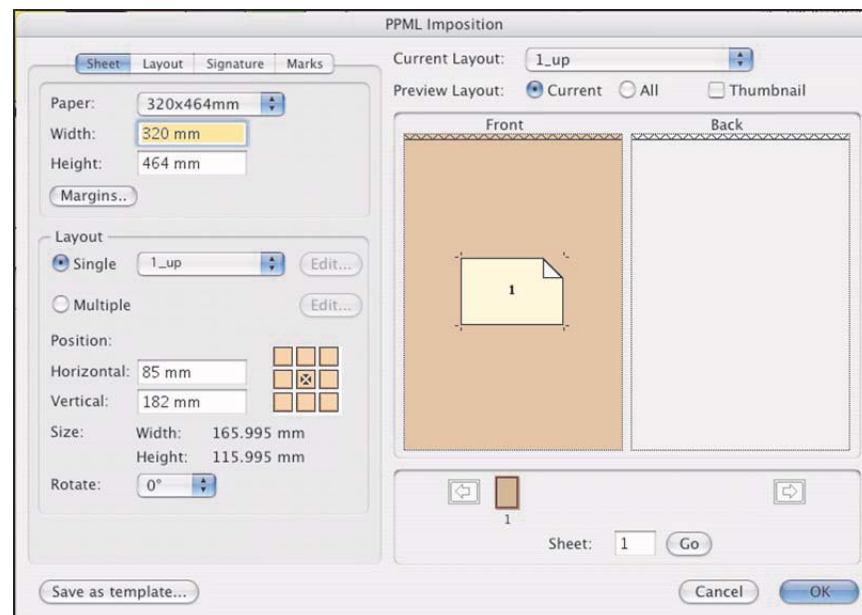 PPML Imposition
Sheet Layout Signature Marks
Paper: 320x464mm
Width: 320 mm
Height: 464 mm
Margins..
Layout
Single 1_up Edit...
Multiple Edit...
Position:
Horizontal: 85 mm
Vertical: 182 mm
Size: Width: 165.995 mm
Height: 115.995 mm
Rotate: 0°
Save as template...
Current Layout: 1_up
Preview Layout: Current All Thumbnail
Front Back
1
1
Sheet: 1 Go
Cancel OK